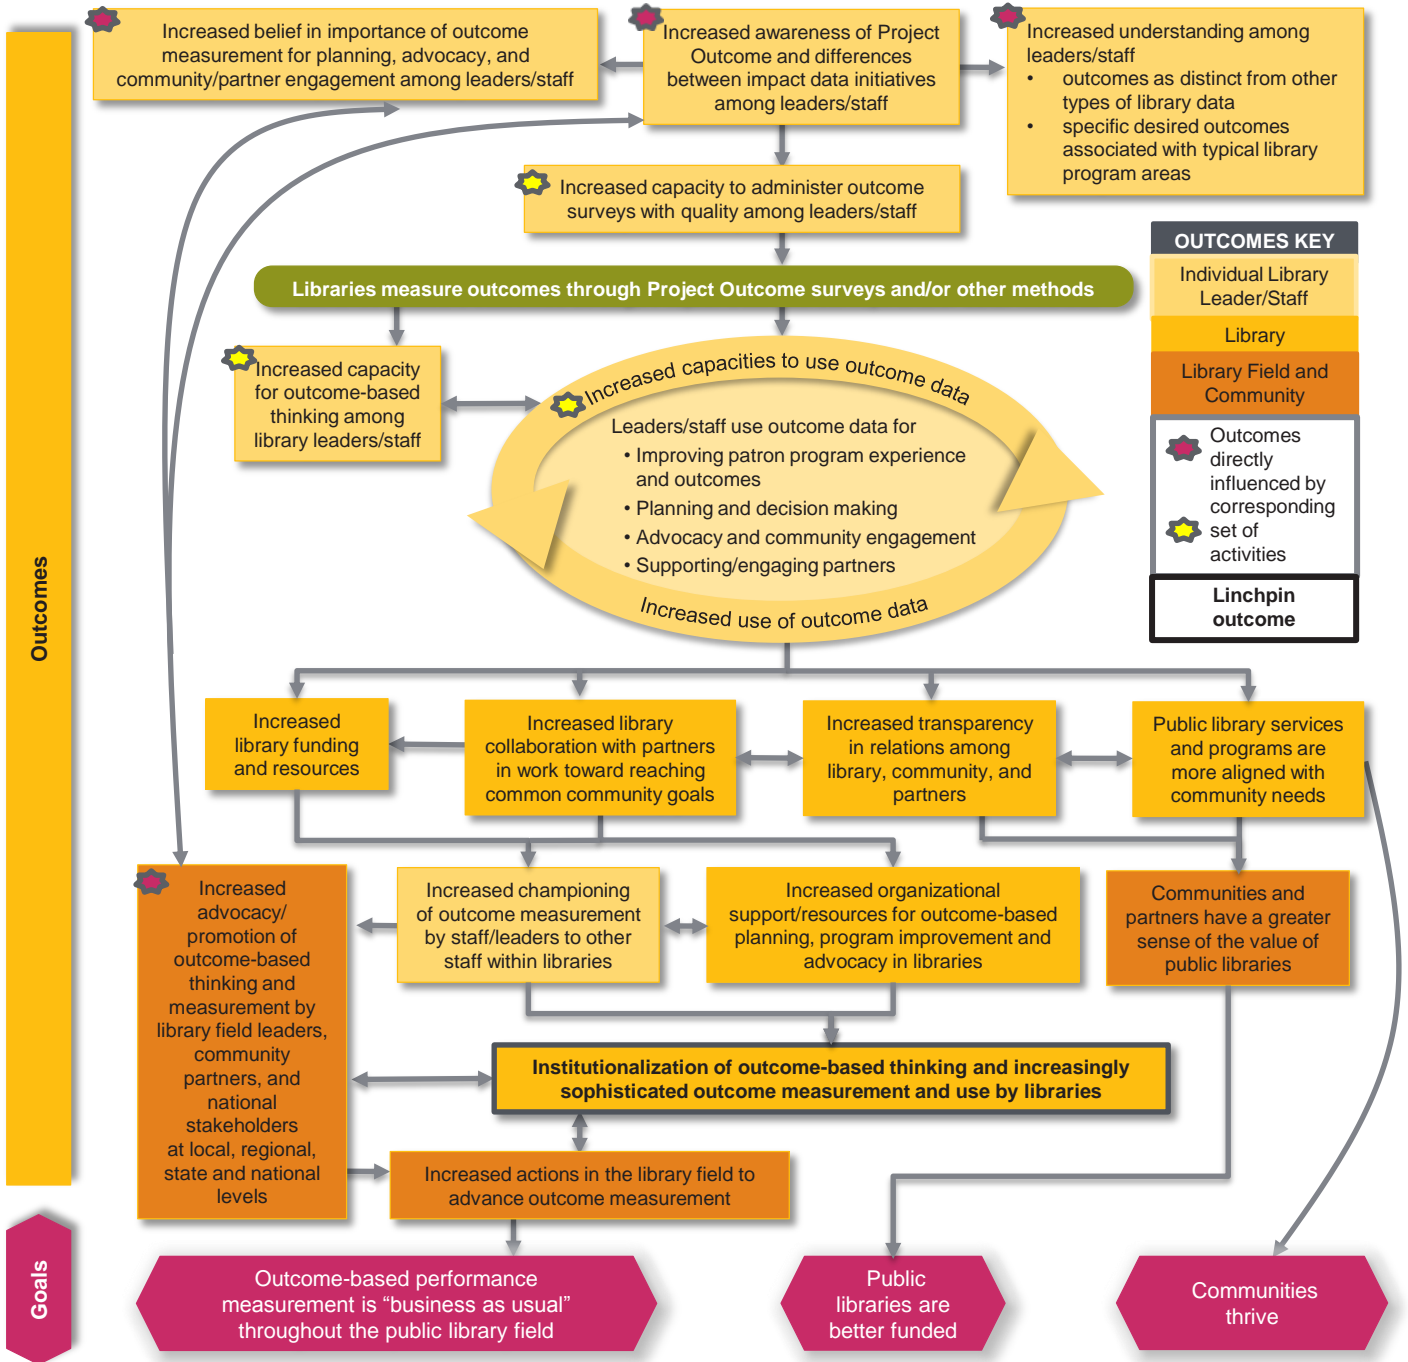 Increased belief in importance of outcome
measurement for planning, advocacy, and
community/partner engagement among leaders/staff
Increased awareness of Project
Outcome and differences
between impact data initiatives
among leaders/staff
Increased understanding among
leaders/staff
• outcomes as distinct from other
types of library data
• specific desired outcomes
associated with typical library
program areas
Increased capacity to administer outcome
surveys with quality among leaders/staff
OUTCOMES KEY
Individual Library
Leader/Staff
Library
Library Field and
Community
Outcomes
directly
influenced by
corresponding
set of
activities
Linchpin
outcome
Libraries measure outcomes through Project Outcome surveys and/or other methods
Increased capacity
for outcome-based
thinking among
library leaders/staff
Increased capacities to use outcome data
Leaders/staff use outcome data for
• Improving patron program experience
and outcomes
• Planning and decision making
• Advocacy and community engagement
• Supporting/engaging partners
Increased use of outcome data
Outcomes
Increased
library funding
and resources
Increased library
collaboration with partners
in work toward reaching
common community goals
Increased transparency
in relations among
library, community, and
partners
Public library services
and programs are
more aligned with
community needs
Increased
advocacy/
promotion of
outcome-based
thinking and
measurement by
library field leaders,
community
partners, and
national
stakeholders
at local, regional,
state and national
levels
Increased championing
of outcome measurement
by staff/leaders to other
staff within libraries
Increased organizational
support/resources for outcome-based
planning, program improvement and
advocacy in libraries
Communities and
partners have a greater
sense of the value of
public libraries
Institutionalization of outcome-based thinking and increasingly
sophisticated outcome measurement and use by libraries
Increased actions in the library field to
advance outcome measurement
Goals
Outcome-based performance
measurement is “business as usual”
throughout the public library field
Public
libraries are
better funded
Communities
thrive